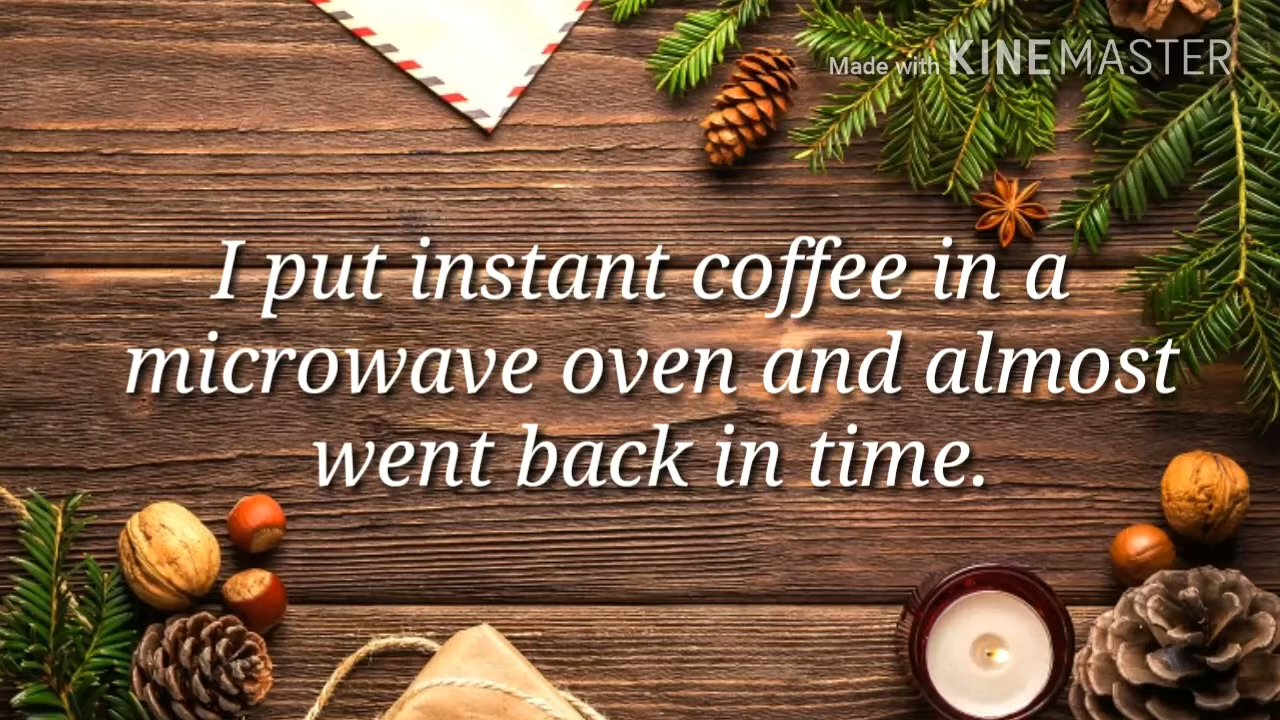 Made with KINEMASTER
I put instant coffee in a
microwave oven and almost
went back in time.